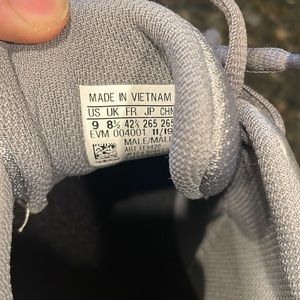 MADE IN VIETNAM
US UK FR JP CHN
9 8½ 42⅔ 265 265
EVM 004001 11/19
MALE/MALE